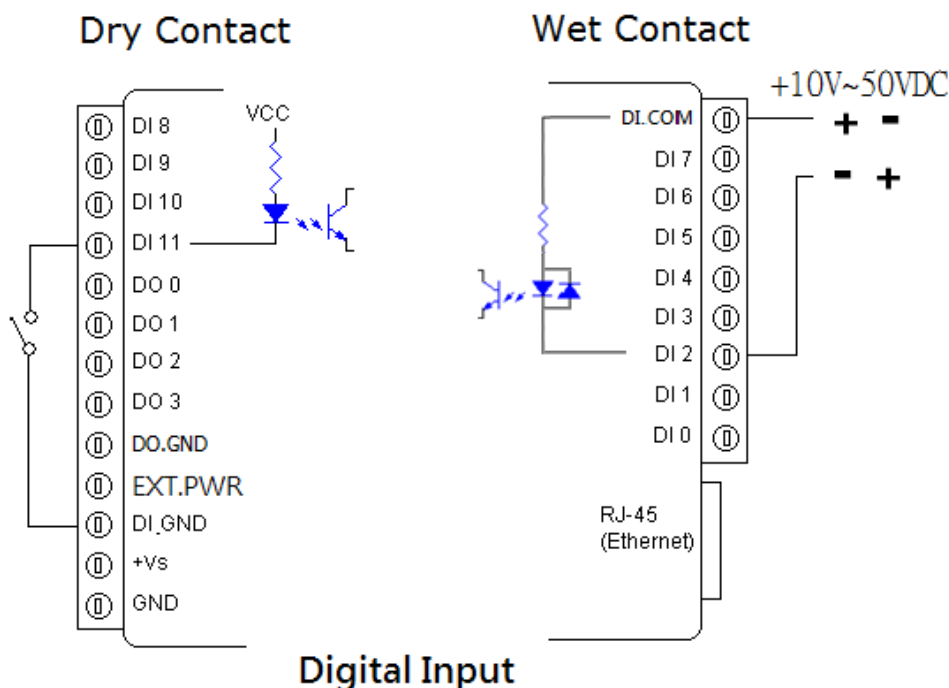 Dry Contact
Wet Contact
DI 8
DI 9
DI 10
DI 11
DO 0
DO 1
DO 2
DO 3
DO.GND
EXT.PWR
DI_GND
+Vs
GND
VCC
+10V~50VDC
+ -
- +
DI.COM
DI 7
DI 6
DI 5
DI 4
DI 3
DI 2
DI 1
DI 0
RJ-45
(Ethernet)
Digital Input